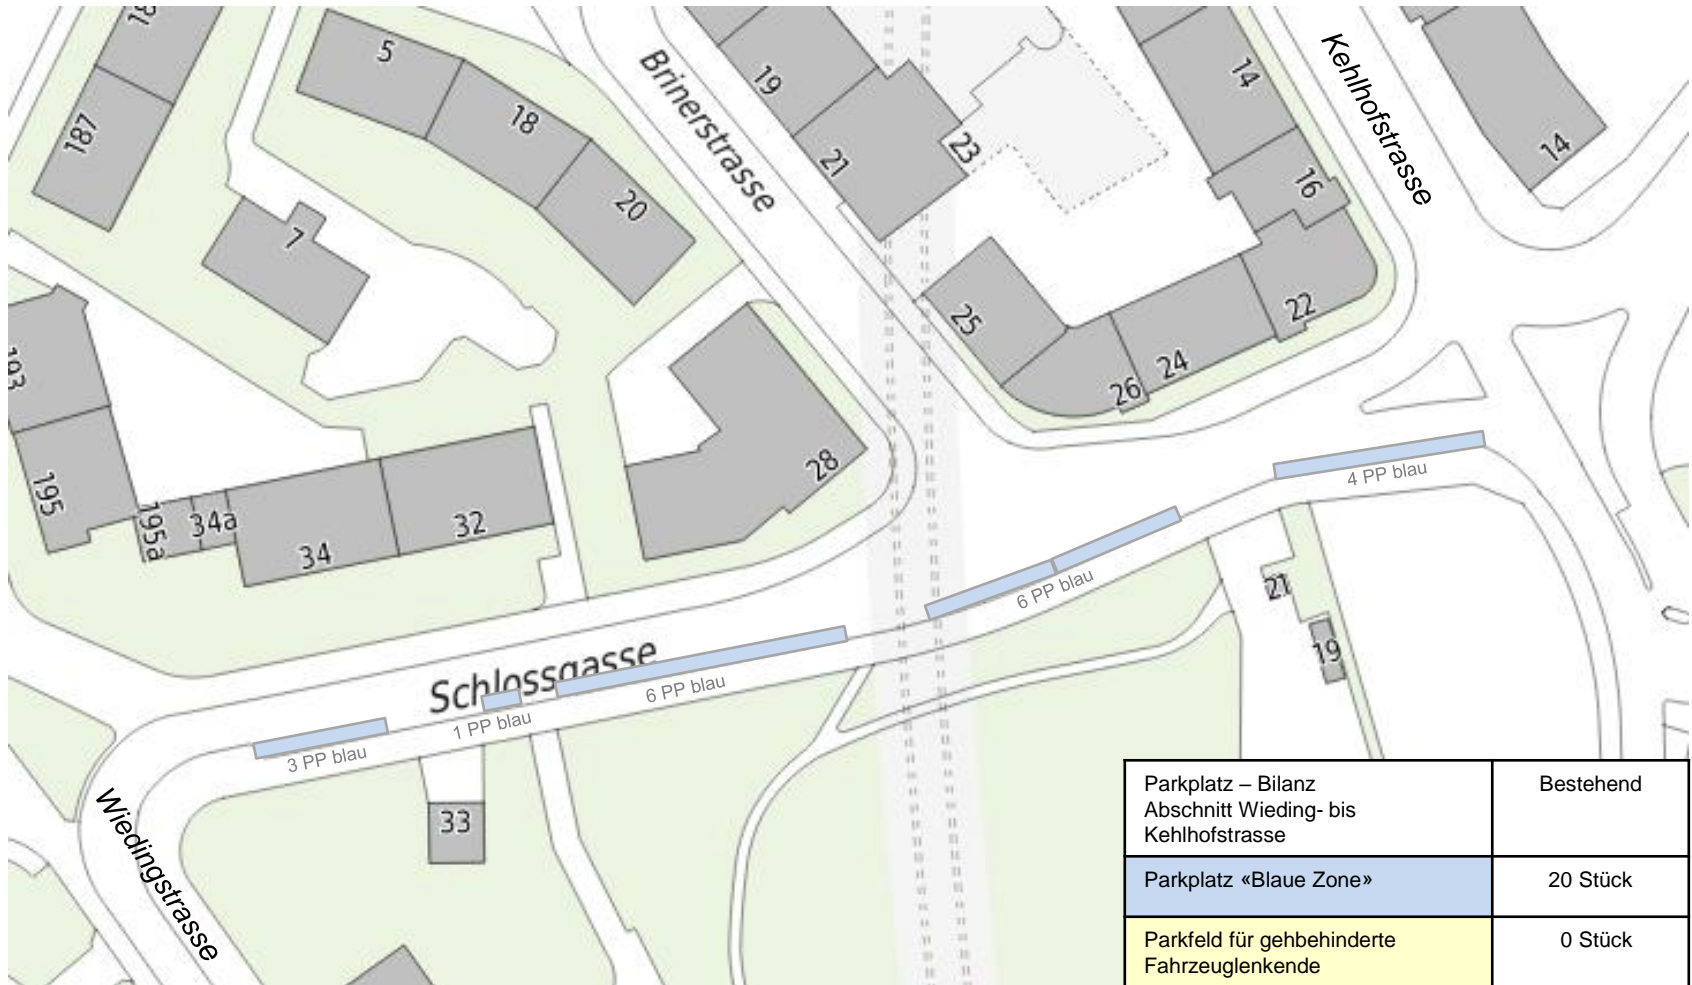 18
5
187
18
7
20
Brinerstrasse
19
21
23
14
16
Kehlhofstrasse
14
25
26
24
22
193
195
195a
34a
34
32
28
4 PP blau
6 PP blau
21
19
Schlossgasse
6 PP blau
1 PP blau
3 PP blau
33
Wiedingstrasse
Parkplatz – Bilanz
Abschnitt Wieding- bis
Kehlhofstrasse
Bestehend
Parkplatz «Blaue Zone»
20 Stück
Parkfeld für gehbehinderte
Fahrzeuglenkende
0 Stück